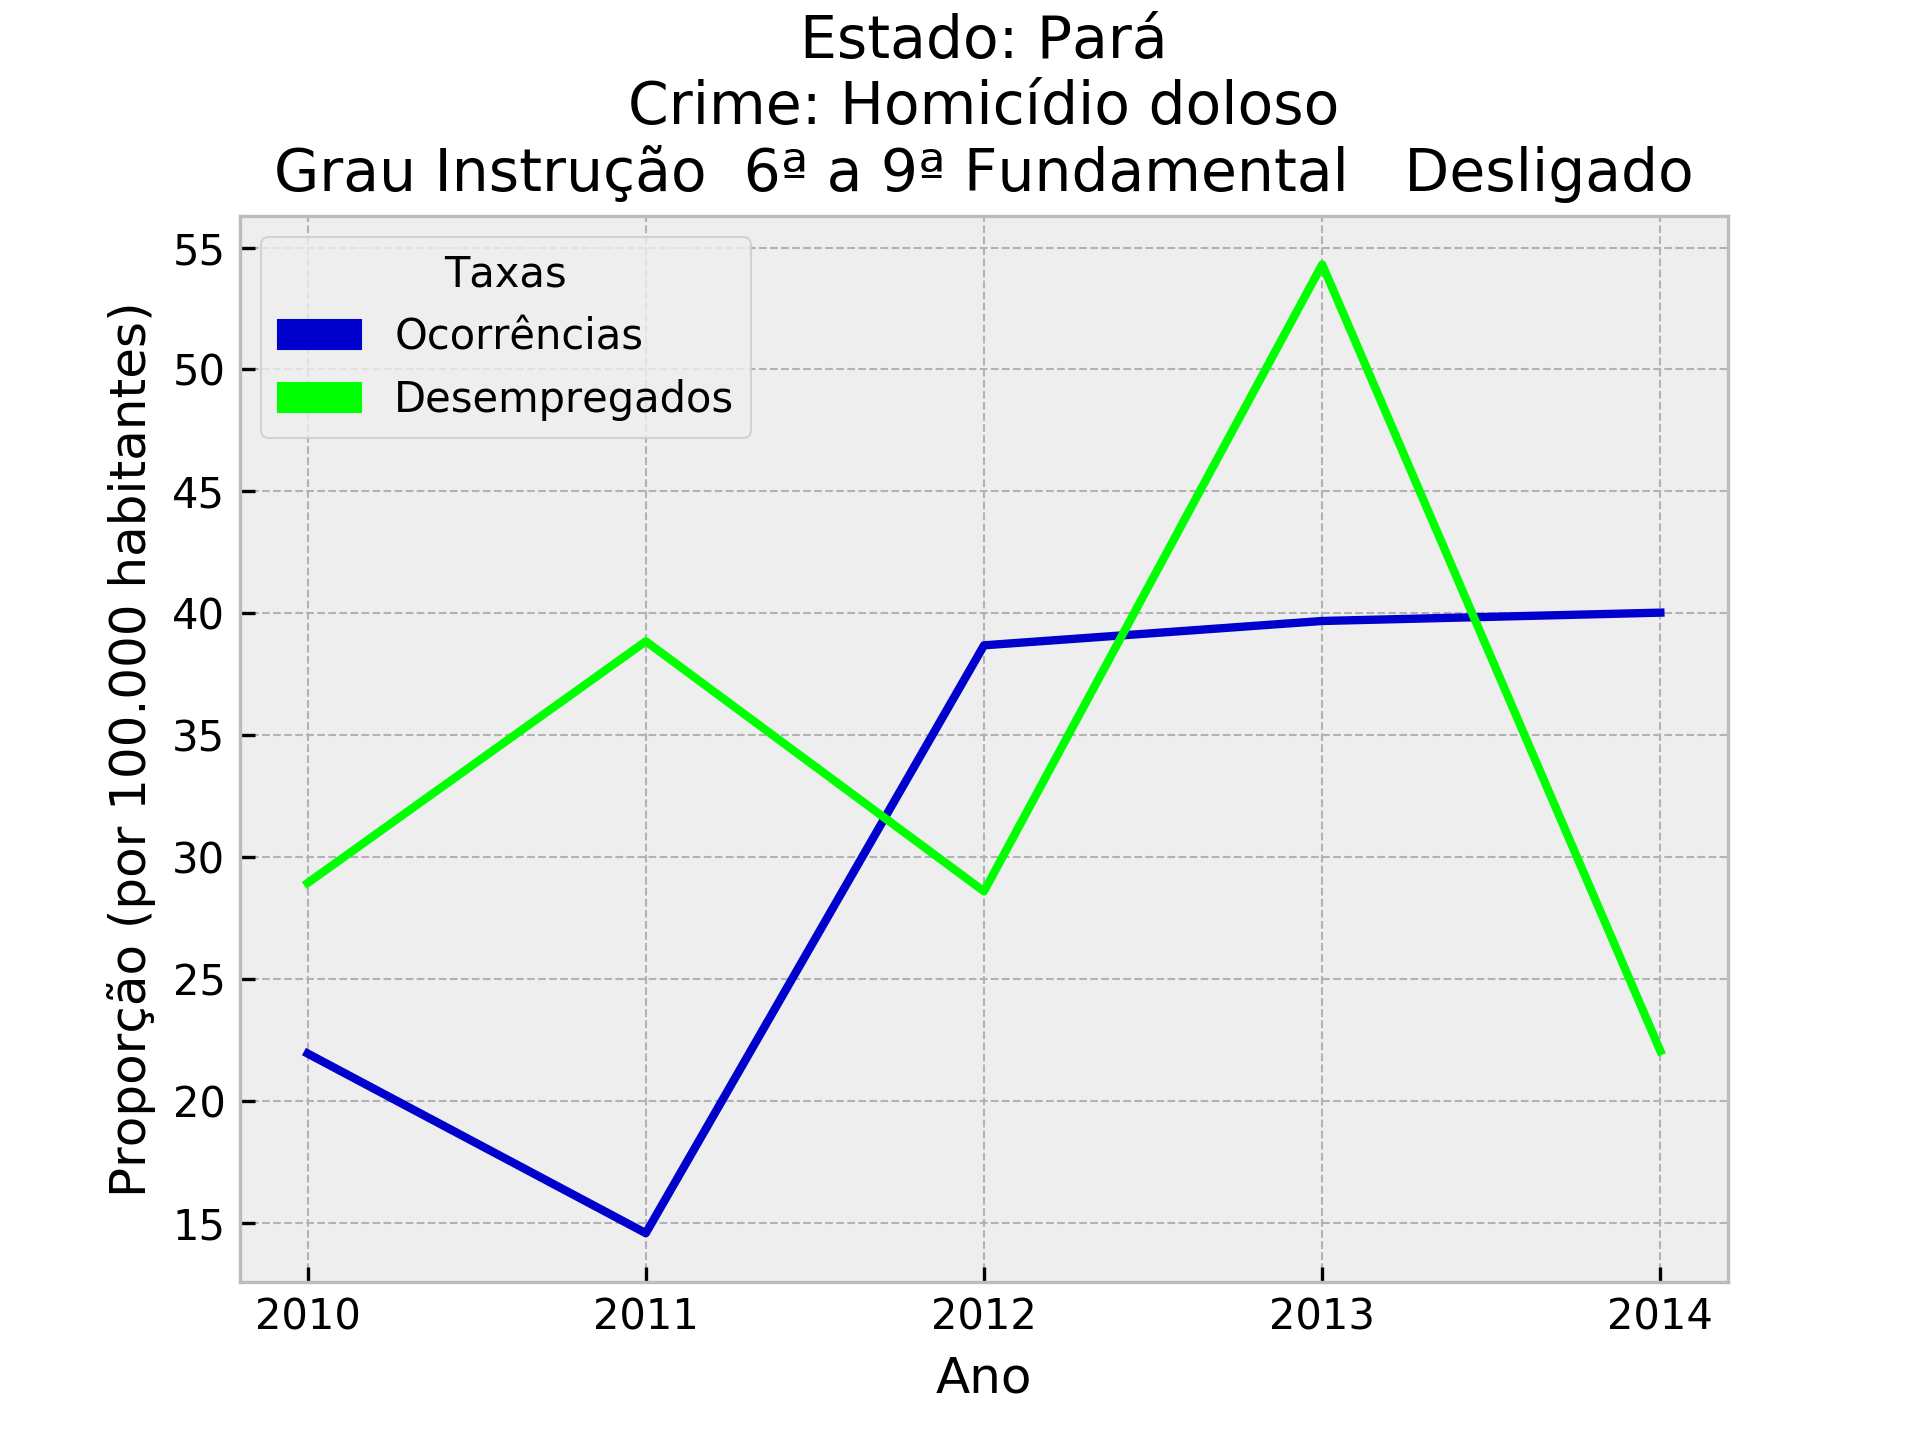 Estado: Pará
Crime: Homicídio doloso
Grau Instrução  6ª a 9ª Fundamental   Desligado
Proporção (por 100.000 habitantes)
55
50
45
40
35
30
25
20
15
Taxas
Ocorrências
Desempregados
2010 2011 2012 2013 2014
Ano